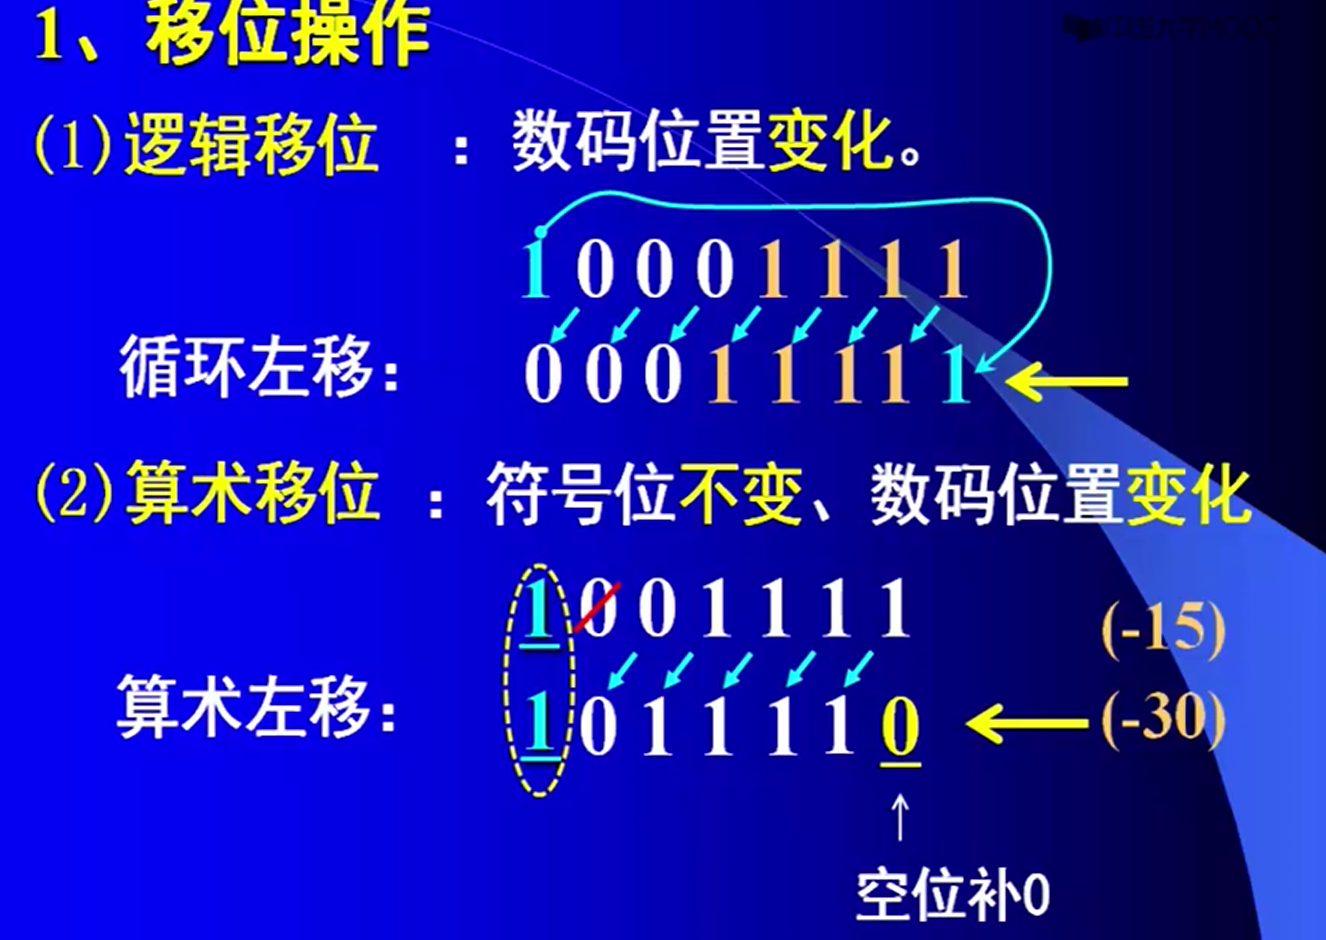 1、移位操作
(1)逻辑移位 ：数码位置变化。
1 0 0 0 1 1 1 1
循环左移： 0 0 0 1 1 1 1 1
(2)算术移位 ：符号位不变、数码位置变化
1 0 0 1 1 1 1 (-15)
算术左移： 1 0 1 1 1 1 0 (-30)
空位补0